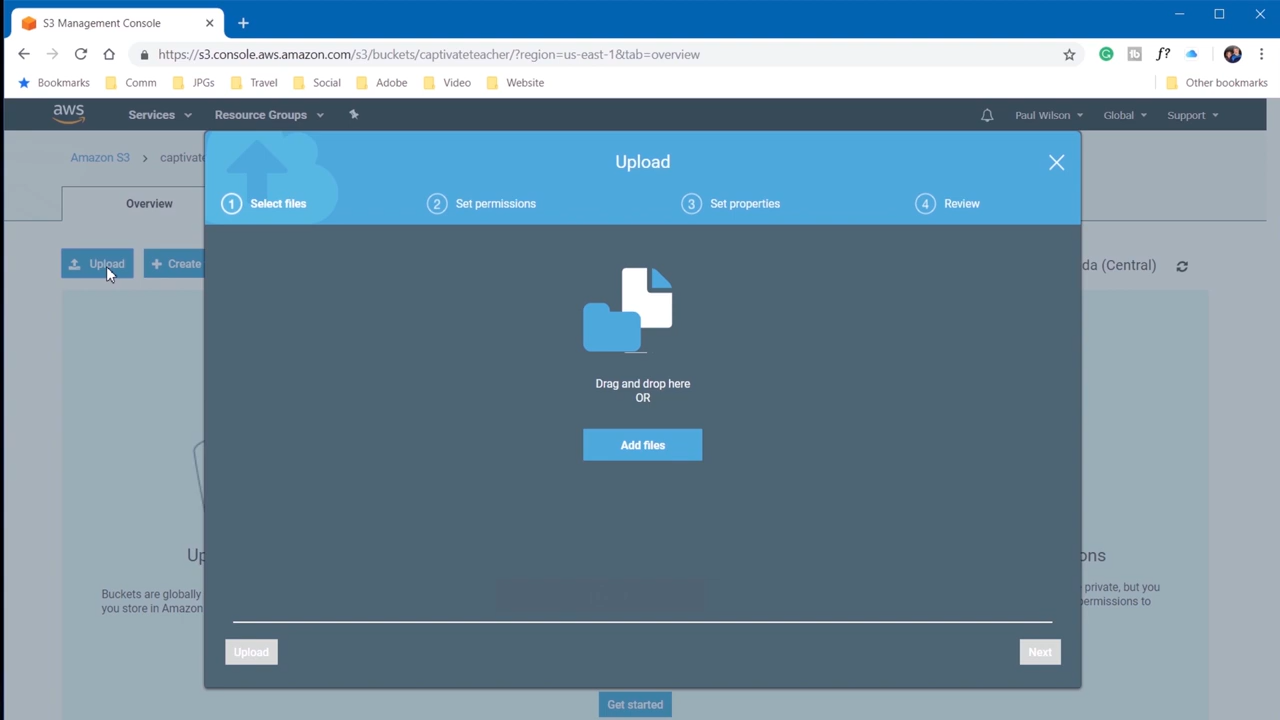 S3 Management Console
https://s3.console.aws.amazon.com/s3/buckets/captivateteacher/?region=us-east-1&tab=overview
Bookmarks Comm JPGs Travel Social Adobe Video Website Other bookmarks
aws Services Resource Groups Paul Wilson Global Support
Amazon S3 > captivate
Upload
1 Select files 2 Set permissions 3 Set properties 4 Review
Overview
Upload Create da (Central)
Drag and drop here
OR
Add files
Up ons
Buckets are globally private, but you
you store in Amazon permissions to
Upload Next
Get started